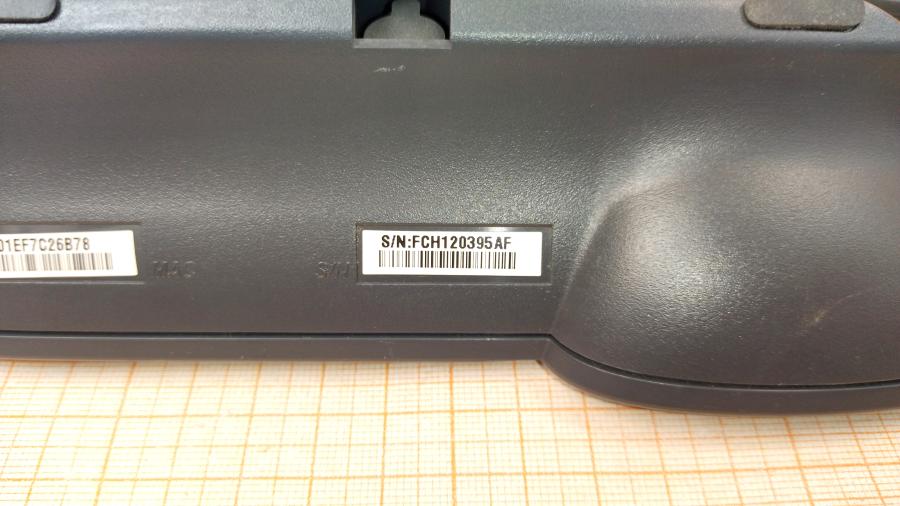 01EF7C26B78
MAC
S/N
S/N:FCH120395AF